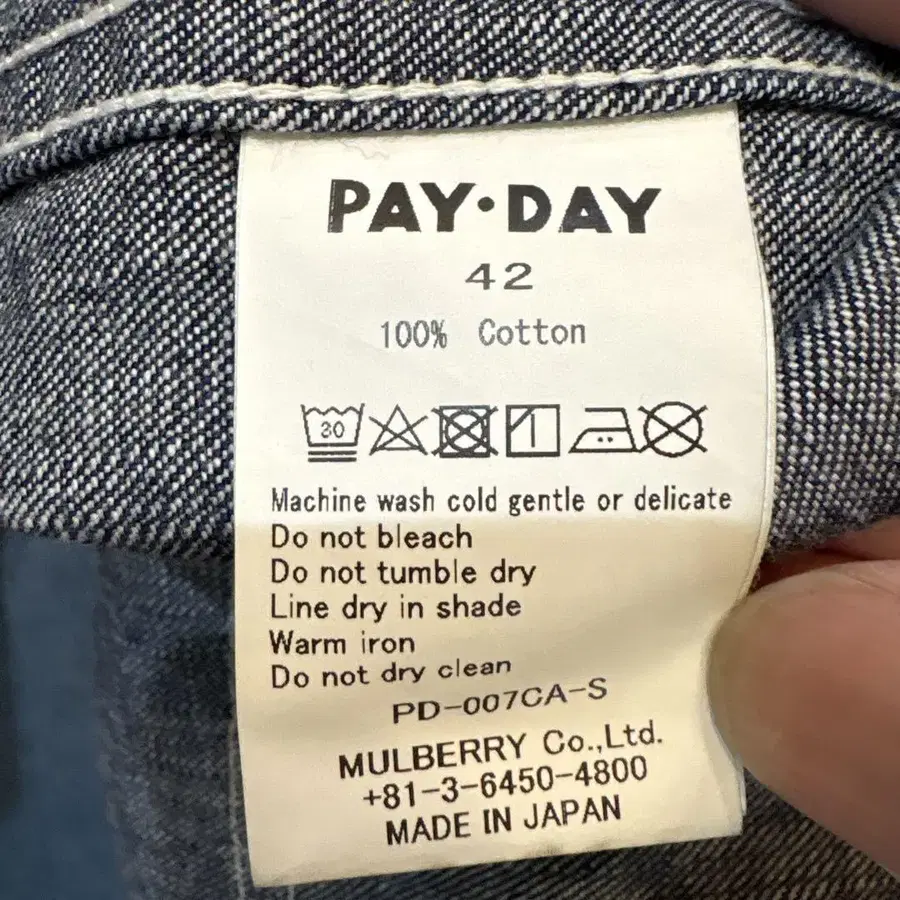 PAY•DAY
42
100% Cotton
30
Machine wash cold gentle or delicate
Do not bleach
Do not tumble dry
Line dry in shade
Warm iron
Do not dry clean
PD-007CA-S
MULBERRY Co.,Ltd.
+81-3-6450-4800
MADE IN JAPAN